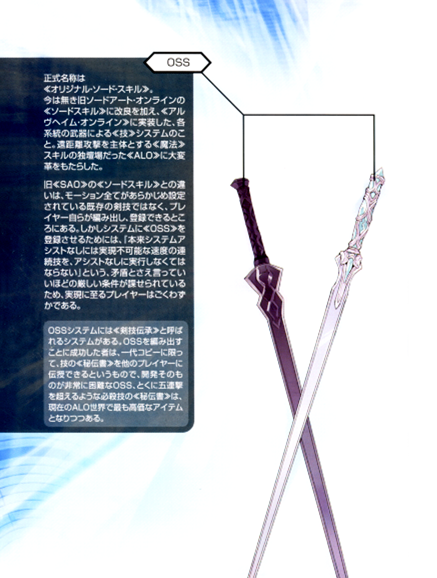 OSS
正式名称は
≪オリジナル・ソード・スキル≫。
今は無き旧ソードアート・オンラインの
≪ソードスキル≫に改良を加え、≪アル
ヴヘイム・オンライン≫に実装した、各
系統の武器による≪技≫システムのこ
と。遠距離攻撃を主体とする≪魔法≫
スキルの独壇場だった≪ALO≫に大変
革をもたらした。
旧≪SAO≫の≪ソードスキル≫との違
いは、モーション全てがあらかじめ設定
されている既存の剣技ではなく、プレ
イヤー自らが編み出し、登録できるとこ
ろにある。しかしシステムに≪OSS≫を
登録させるためには、「本来システムア
シストなしには実現不可能な速度の連
続技を、アシストなしに実行しなくては
ならない」という、矛盾とさえ言ってい
いほどの厳しい条件が課せられている
ため、実現に至るプレイヤーはごくわず
かである。
OSSシステムには≪剣技伝承≫と呼ば
れるシステムがある。OSSを編み出す
ことに成功した者は、一代コピーに限っ
て、技の≪秘伝書≫を他のプレイヤーに
伝授できるというもので、開発そのも
のが非常に困難なOSS、とくに五連撃
を超えるような必殺技の≪秘伝書≫は、
現在のALO世界で最も高価なアイテム
となりつつある。